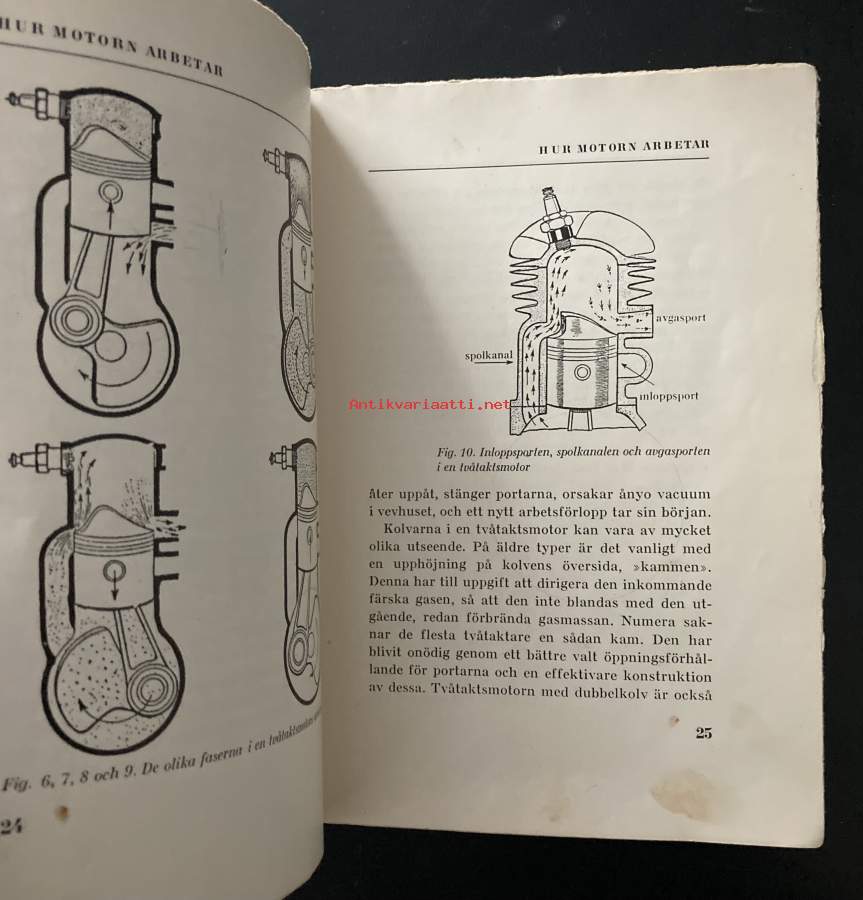 HUR MOTORN ARBETAR
Fig. 6, 7, 8 och 9. De olika faserna i en
24
HUR MOTORN ARBETAR
avgasport
spolkanal
inloppsport
Antikvariaatti.net
Fig. 10. Inloppsporten, spolkanalen och avgasporten
i en tvåtaktsmotor
åter uppåt, stänger portarna, orsakar ånyo vacuum
i vevhuset, och ett nytt arbetsförlopp tar sin början.
Kolvarna i en tvåtaktsmotor kan vara av mycket
olika utseende. På äldre typer är det vanligt med
en upphöjning på kolvens översida, »kammen».
Denna har till uppgift att dirigera den inkommande
färska gasen, så att den inte blandas med den ut-
gående, redan förbrända gasmassan. Numera sak-
nar de flesta tvåtaktare en sådan kam. Den har
blivit onödig genom ett bättre valt öppningsförhål-
lande för portarna och en effektivare konstruktion
av dessa. Tvåtaktsmotorn med dubbelkolv är också
25